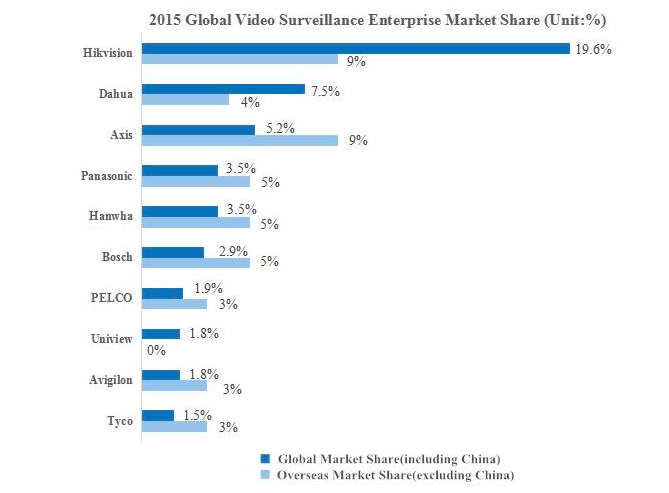 2015 Global Video Surveillance Enterprise Market Share (Unit:%)
Hikvision
19.6%
9%
Dahua
7.5%
4%
Axis
5.2%
9%
Panasonic
3.5%
5%
Hanwha
3.5%
5%
Bosch
2.9%
5%
PELCO
1.9%
3%
Uniview
1.8%
0%
Avigilon
1.8%
3%
Tyco
1.5%
3%
Global Market Share(including China)
Overseas Market Share(excluding China)